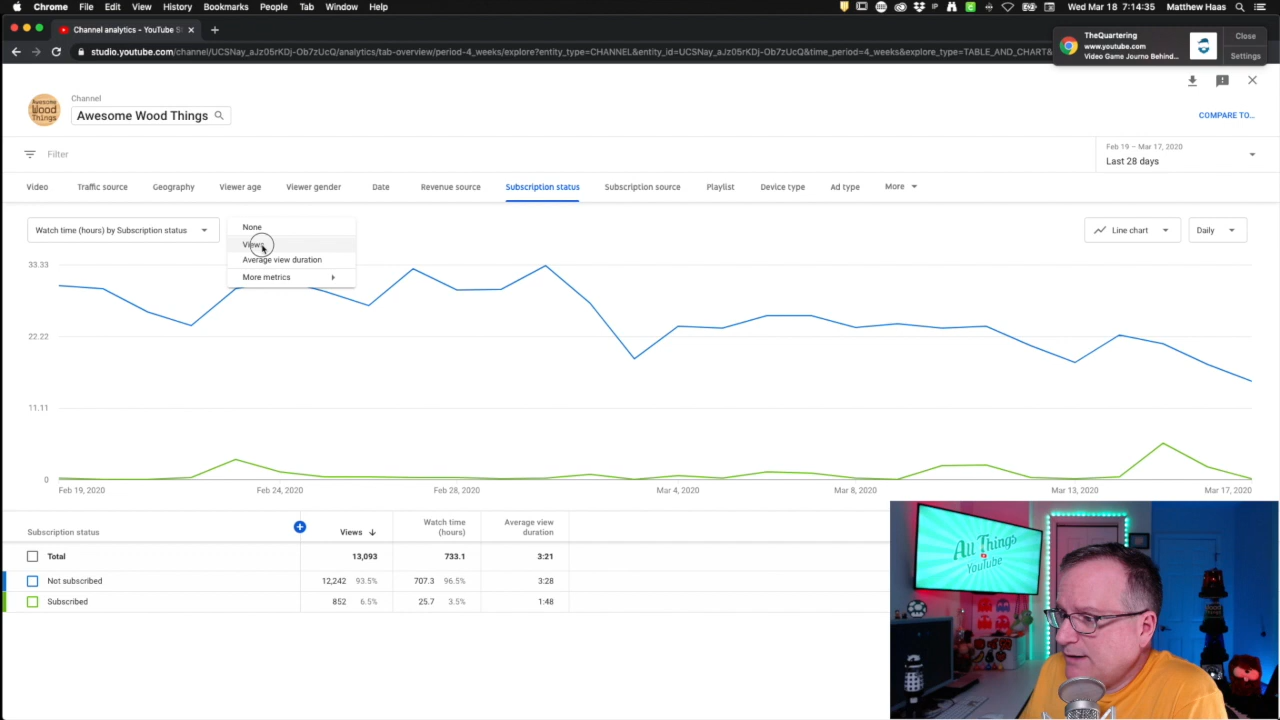 Chrome File Edit View History Bookmarks People Tab Window Help
Wed Mar 18 7:14:35 Matthew Haas
Channel analytics - YouTube S
studio.youtube.com/channel/UCSNay_aJz05rKDj-Ob7zUcQ/analytics/tab-overview/period-4_weeks/explore?entity_type=CHANNEL&entity_id=UCSNay_aJz05rKDj-Ob7zUcQ&time_period=4_weeks&explore_type=TABLE_AND_CHART&
TheQuartering
www.youtube.com
Video Game Journo Behind...
Close
Settings
Awesome Wood Things
Channel
Awesome Wood Things
COMPARE TO...
Filter
Feb 19 – Mar 17, 2020
Last 28 days
Video Traffic source Geography Viewer age Viewer gender Date Revenue source Subscription status Subscription source Playlist Device type Ad type More
Watch time (hours) by Subscription status
None
Views
Average view duration
More metrics
Line chart
Daily
33.33
22.22
11.11
0
Feb 19, 2020 Feb 24, 2020 Feb 28, 2020 Mar 4, 2020 Mar 8, 2020 Mar 13, 2020 Mar 17, 2020
Subscription status
Views
Watch time (hours)
Average view duration
Total 13,093 733.1 3:21
Not subscribed 12,242 93.5% 707.3 96.5% 3:28
Subscribed 852 6.5% 25.7 3.5% 1:48
All Things
YouTube